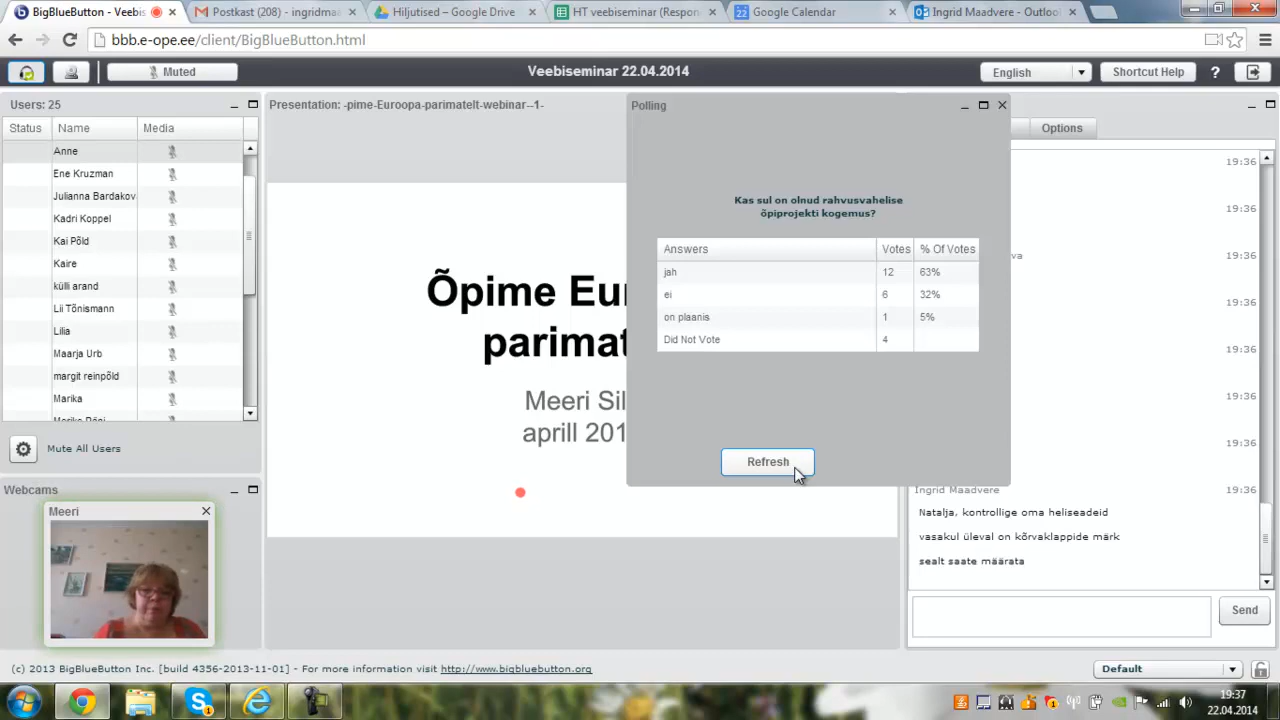 BigBlueButton - Veebis
Postkast (208) - ingridmai
Hiljutised – Google Drive
HT veebiseminar (Respon
Google Calendar
Ingrid Maadvere - Outloo
bbb.e-ope.ee/client/BigBlueButton.html
Muted
Veebiseminar 22.04.2014
English
Shortcut Help
?
Users: 25
Presentation: -pime-Euroopa-parimatelt-webinar--1-
Polling
Status Name Media
Options
Anne
Ene Kruzman
Julianna Bardakov
Kadri Koppel
Kai Põld
Kaire
külli arand
Lii Tõnismann
Lilia
Maarja Urb
margit reinpõld
Marika
Mute All Users
Webcams
Meeri
Õpime Eu
parimat
Meeri Sil
aprill 201
Kas sul on olnud rahvusvahelise
õpiprojekti kogemus?
Answers Votes % Of Votes
jah 12 63%
ei 6 32%
on plaanis 1 5%
Did Not Vote 4
Refresh
19:36
19:36
va 19:36
19:36
19:36
19:36
19:36
Ingrid Maadvere 19:36
Natalja, kontrollige oma heliseadeid
vasakul üleval on kõrvaklappide märk
sealt saate määrata
Send
(c) 2013 BigBlueButton Inc. [build 4356-2013-11-01] - For more information visit http://www.bigbluebutton.org
Default
19:37
22.04.2014